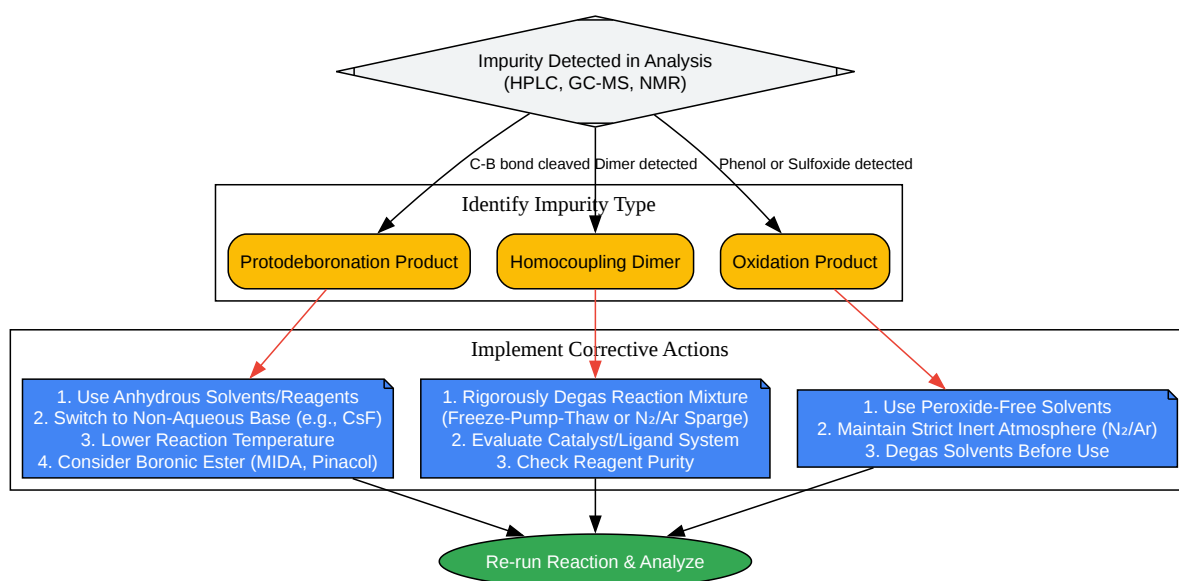 Impurity Detected in Analysis
(HPLC, GC-MS, NMR)
C-B bond cleaved
Dimer detected
Phenol or Sulfoxide detected
Identify Impurity Type
Protodeboronation Product
Homocoupling Dimer
Oxidation Product
Implement Corrective Actions
1. Use Anhydrous Solvents/Reagents
2. Switch to Non-Aqueous Base (e.g., CsF)
3. Lower Reaction Temperature
4. Consider Boronic Ester (MIDA, Pinacol)
1. Rigorously Degas Reaction Mixture
(Freeze-Pump-Thaw or N₂/Ar Sparge)
2. Evaluate Catalyst/Ligand System
3. Check Reagent Purity
1. Use Peroxide-Free Solvents
2. Maintain Strict Inert Atmosphere (N₂/Ar)
3. Degas Solvents Before Use
Re-run Reaction & Analyze